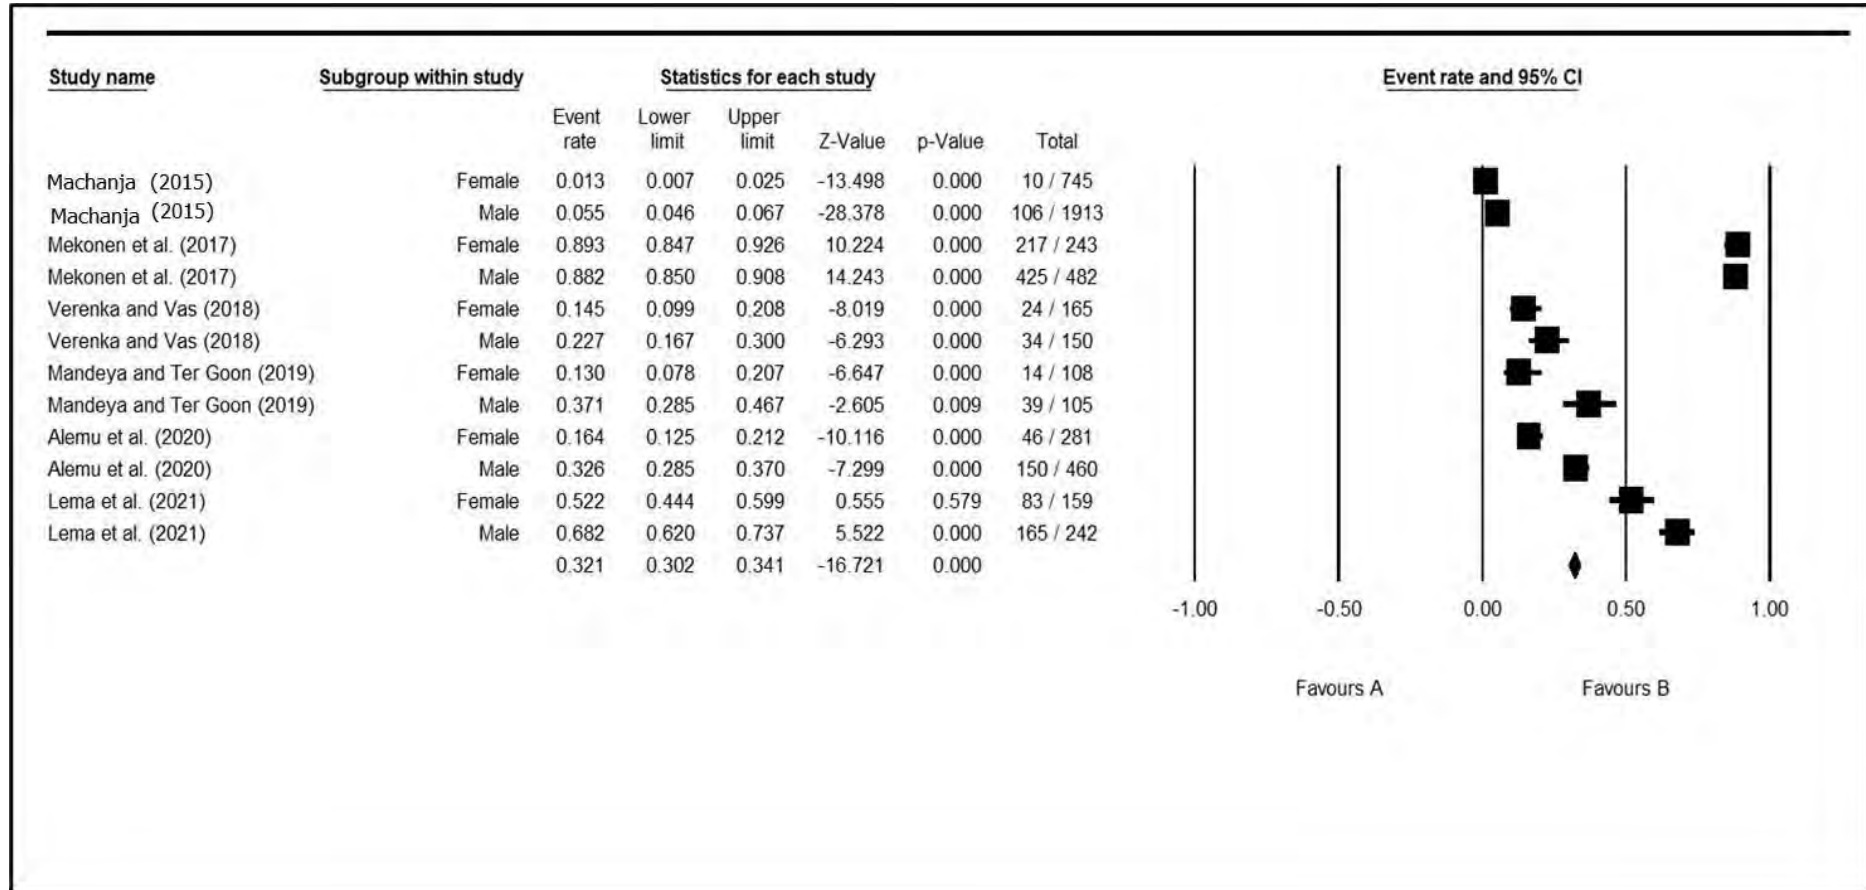 Study name Subgroup within study Statistics for each study Event rate and 95% CI
Event rate Lower limit Upper limit Z-Value p-Value Total
Machanja (2015) Female 0.013 0.007 0.025 -13.498 0.000 10 / 745
Machanja (2015) Male 0.055 0.046 0.067 -28.378 0.000 106 / 1913
Mekonen et al. (2017) Female 0.893 0.847 0.926 10.224 0.000 217 / 243
Mekonen et al. (2017) Male 0.882 0.850 0.908 14.243 0.000 425 / 482
Verenka and Vas (2018) Female 0.145 0.099 0.208 -8.019 0.000 24 / 165
Verenka and Vas (2018) Male 0.227 0.167 0.300 -6.293 0.000 34 / 150
Mandeya and Ter Goon (2019) Female 0.130 0.078 0.207 -6.647 0.000 14 / 108
Mandeya and Ter Goon (2019) Male 0.371 0.285 0.467 -2.605 0.009 39 / 105
Alemu et al. (2020) Female 0.164 0.125 0.212 -10.116 0.000 46 / 281
Alemu et al. (2020) Male 0.326 0.285 0.370 -7.299 0.000 150 / 460
Lema et al. (2021) Female 0.522 0.444 0.599 0.555 0.579 83 / 159
Lema et al. (2021) Male 0.682 0.620 0.737 5.522 0.000 165 / 242
0.321 0.302 0.341 -16.721 0.000
-1.00 -0.50 0.00 0.50 1.00
Favours A Favours B